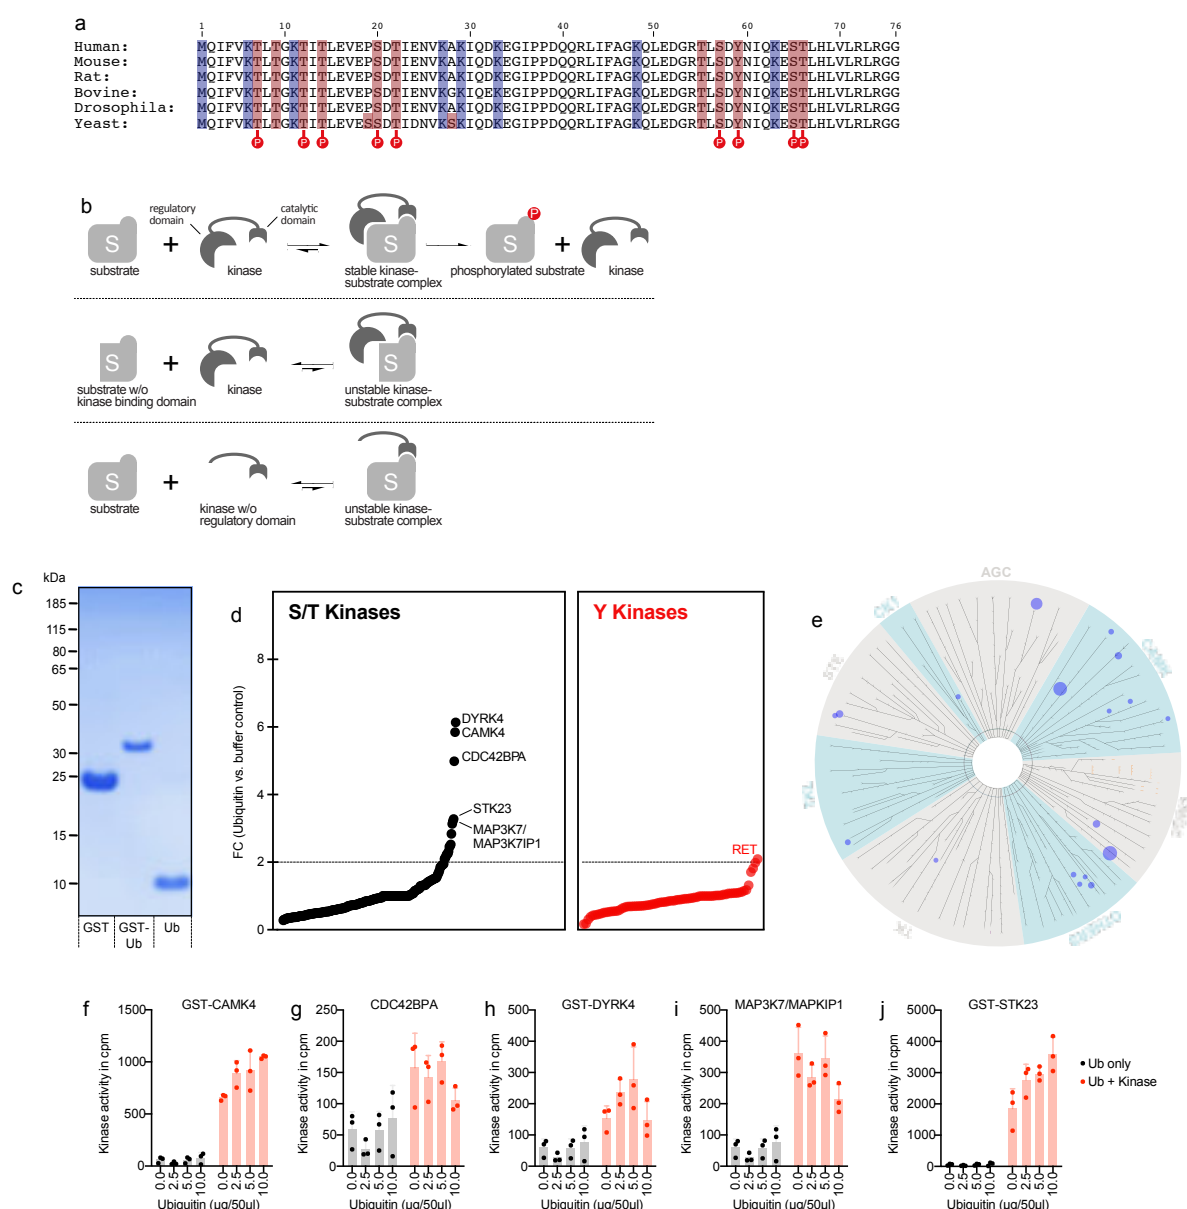 a
1 10 20 30 40 50 60 70 76
Human: MQIFVKTLTGKTITLEVEPSDTIENVKAKIQDKEGIPPDQQRLIFAGKQLEDGRTLSDYNIQKESTLHLVLRLRGG
Mouse: MQIFVKTLTGKTITLEVEPSDTIENVKAKIQDKEGIPPDQQRLIFAGKQLEDGRTLSDYNIQKESTLHLVLRLRGG
Rat: MQIFVKTLTGKTITLEVEPSDTIENVKAKIQDKEGIPPDQQRLIFAGKQLEDGRTLSDYNIQKESTLHLVLRLRGG
Bovine: MQIFVKTLTGKTITLEVEPSDTIENVKGKIQEKEGIPPDQQRLIFAGKQLEDGRTLSDYNIQKESTLHLVLRLRGG
Drosophila: MQIFVKTLTGKTITLEVEPSDTIENVKAKIQDKEGIPPDQQRLIFAGKQLEDGRTLSDYNIQKESTLHLVLRLRGG
Yeast: MQIFVKTLTGKTITLEVESSDTIDNVKSKIQDKEGIPPDQQRLIFAGKQLEDGRTLSDYNIQKESTLHLVLRLRGG
P P P P P P P P P
b
regulatory domain
catalytic domain
P
S + S S +
substrate kinase stable kinase-substrate complex phosphorylated substrate kinase
S + S
substrate w/o kinase binding domain kinase unstable kinase-substrate complex
S + S
substrate kinase w/o regulatory domain unstable kinase-substrate complex
c
kDa
185
115
80
65
50
30
25
15
10
GST GST-Ub Ub
d
S/T Kinases
Y Kinases
FC (Ubiquitin vs. buffer control)
8
6
4
2
0
DYRK4
CAMK4
CDC42BPA
STK23
MAP3K7/
MAP3K7IP1
RET
e
AGC
f
GST-CAMK4
Kinase activity in cpm
1500
1000
500
0
0.0 2.5 5.0 10.0 0.0 2.5 5.0 10.0
Ubiquitin (µg/50µl)
g
CDC42BPA
Kinase activity in cpm
250
200
150
100
50
0
0.0 2.5 5.0 10.0 0.0 2.5 5.0 10.0
Ubiquitin (µg/50µl)
h
GST-DYRK4
Kinase activity in cpm
500
400
300
200
100
0
0.0 2.5 5.0 10.0 0.0 2.5 5.0 10.0
Ubiquitin (µg/50µl)
i
MAP3K7/MAPKIP1
Kinase activity in cpm
500
400
300
200
100
0
0.0 2.5 5.0 10.0 0.0 2.5 5.0 10.0
Ubiquitin (µg/50µl)
j
GST-STK23
Kinase activity in cpm
5000
4000
3000
2000
1000
0
0.0 2.5 5.0 10.0 0.0 2.5 5.0 10.0
Ubiquitin (µg/50µl)
Ub only
Ub + Kinase